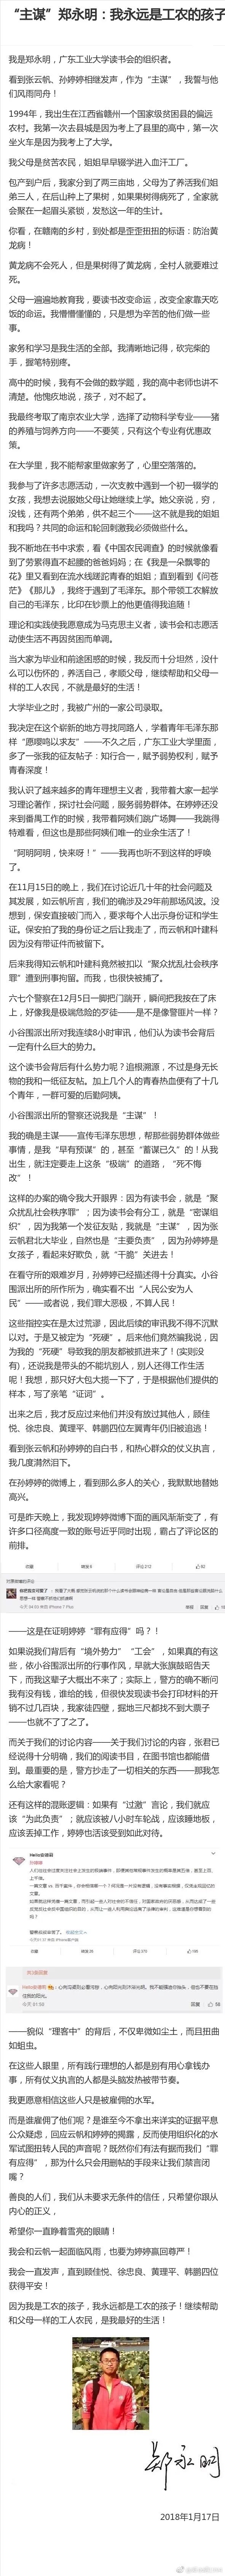 “主谋”郑永明：我永远是工农的孩子
我是郑永明，广东工业大学读书会的组织者。
看到张云帆、孙婷婷相继发声，作为“主谋”，我誓与他
们风雨同舟！
1994年，我出生在江西省赣州一个国家级贫困县的偏远
农村。第一次去县城是因为考上了县里的高中，第一次
坐火车是因为我考上了大学。
我父母是贫苦农民，姐姐早早辍学进入血汗工厂。
包产到户后，我家分到了两三亩地，父母为了养活我们姐
弟三人，在后山种上了果树，如果果树得病死了，全家就
会聚在一起眉头紧锁，发愁这一年的生计。
你看，在赣南的乡村，到处都是歪歪扭扭的标语：防治黄
龙病！
黄龙病不会死人，但是果树得了黄龙病，全村人就要难过
死。
父母一遍遍地教育我，要读书改变命运，改变全家靠天吃
饭的命运。我懵懵懂懂的，只是想为辛苦的他们做一些
事。
家务和学习是我生活的全部。我清晰地记得，砍完柴的
手，握笔特别疼。
高中的时候，我有不会做的数学题，我的高中老师也讲不
清楚。他愧疚地说，孩子，对不起了。
我最终考取了南京农业大学，选择了动物科学专业——猪
的养殖与饲养方向——不要笑，只有这个专业有优惠政
策。
在大学里，我不能帮家里做家务了，心里空落落的。
我参与了许多志愿活动，一次支教中遇到一个初一辍学的
女孩，我想去说服她父母让她继续上学。她父亲说，穷，
没钱，还有两个弟弟，供不起三个——这不就是我的姐姐
和我吗？共同的命运和轮回刺激我必须做些什么。
我不断地在书中求索，看《中国农民调查》的时候就像看
到了劳累得直不起腰的爸爸妈妈；在《我是一朵飘零的
花》里又看到在流水线蹉跎青春的姐姐；直到看到《问苍
茫》《那儿》，我终于遇到了毛泽东。那个带领工农解放
自己的毛泽东，比印在钞票上的他更值得我追随！
理论和实践使我愿意成为马克思主义者，读书会和志愿活
动使生活不再因贫困而单调。
当大家为毕业和前途困惑的时候，我反而十分坦然，没什
么可以伤怀的，养活自己，孝顺父母，继续帮助和父母一
样的工人农民，不就是最好的生活！
大学毕业之时，我被广州的一家公司录取。
我决定在这个崭新的地方寻找同路人，学着青年毛泽东那
样“愿嘤鸣以求友”——不久之后，广东工业大学里面，
多了一张我的征友帖子：知行合一，赋予弱势权利，赋予
青春深度！
我认识了越来越多的青年理想主义者，我带着大家一起学
习理论著作，探讨社会问题，服务弱势群体。在婷婷还没
来到番禺工作的时候，我带着阿姨们跳广场舞——我跳得
特难看，但这也是那些阿姨们唯一的业余生活了！
“阿明阿明，快来呀！”——我再也听不到这样的呼唤
了。
在11月15日的晚上，我们在讨论近几十年的社会问题及
其发展，如云帆所言，我们的确涉及29年前那场风波。没
想到，保安直接破门而入，要求每个人出示身份证和学生
证。保安拍了我的身份证之后让我走了，而云帆和叶建科
因为没有带证件而被留下。
后来我得知云帆和叶建科竟然被扣以“聚众扰乱社会秩序
罪”遭到刑事拘留。而我，也很快被捕了。
六七个警察在12月5日一脚把门踹开，瞬间把我按在了床
上，好像我是极端危险的歹徒——是不是像警匪片一样？
小谷围派出所对我连续8小时审讯，他们认为读书会背后
一定有什么巨大的势力。
这个读书会背后有什么势力呢？追根溯源，不过是身无长
物的我和一纸征友帖。加上几个人的青春热血便有了十几
个青年，一群可爱的后勤阿姨。
小谷围派出所的警察还说我是“主谋”！
我的确是主谋——宣传毛泽东思想，帮那些弱势群体做些
事情，是我“早有预谋”的，甚至“蓄谋已久”的！从我
出生，就注定要走上这条“极端”的道路，“死不悔
改”！
这样的办案的确令我大开眼界：因为有读书会，就是“聚
众扰乱社会秩序罪”；因为读书会有分工，就是“密谋组
织”，因为我第一个发征友贴，我就是“主谋”，因为张
云帆老北大毕业，自然也是“主要负责”，因为孙婷婷是
女孩子，看起来好欺负，就“干脆”关进去！
在看守所的艰难岁月，孙婷婷已经描述得十分真实。小谷
围派出所的所作所为，确实看不出“人民公安为人
民”——或者说，我们罪大恶极，不算人民！
这些指控实在是太过荒谬，因此后续的审讯我不得不沉默
以对。于是又被定为“死硬”。后来他们竟然骗我说，因
为我的“死硬”导致我的朋友都被抓进来了！(实则没
有)，还说我是带头的不能坑别人，别人还得工作生活
呢！我想，那只好大包大揽一下了，于是根据他们提供的
样本，写了亲笔“证词”。
出来之后，我才反应过来他们并没有放过其他人，顾佳
悦、徐忠良、黄理平、韩鹏四位左翼青年仍旧被追逃！
看到张云帆和孙婷婷的自白书，和热心群众的仗义执言，
我几度潸然泪下。
在孙婷婷的微博上，看到那么多人的关心，我默默地替她
高兴。
可是昨天晚上，我发现婷婷微博下面的画风渐渐变了，有
许多口径高度一致的账号近乎同时出现，霸占了评论区的
前排。
——这是在证明婷婷“罪有应得”吗？！
如果说我们背后有“境外势力”“工会”，如果真的有这
些，依小谷围派出所的行事作风，早就大张旗鼓昭告天
下，而我这辈子大概出不来了；实际上，警方的确不断问
我有没有钱，谁给的钱，但很快发现读书会打印材料的开
销不过几百块，我家徒四壁，掘地三尺都找不到大票子
——也就不了了之了。
而关于我们的讨论内容——关于我们的讨论内容，张君已
经说得十分明确，我们的阅读书目，在图书馆也都能借
到。最重要的是，警方抄走了一切相关的东西——那我怎
么给大家看呢？
还有这样的混账逻辑：如果有“过激”言论，我们就应该
“为此负责”；就应该被八小时车轮战，应该睡地板，应
该丢掉工作，婷婷也活该受到如此对待。
——貌似“理客中”的背后，不仅卑微如尘土，而且扭曲
如蛆虫。
在这些人眼里，所有践行理想的人都是别有用心拿钱办
事，所有仗义执言的人都是头脑发热被带节奏。
我更愿意相信这些人只是被雇佣的水军。
而是谁雇佣了他们呢？是谁至今不拿出来详实的证据平息
公众疑虑，回应云帆和婷婷的揭露，反而使用组织化的水
军试图扭转人民的声音呢？既然你们有法有据而我们“罪
有应得”，那为什么只会用删帖的手段来让我们禁言闭
嘴？
善良的人们，我们从未要求无条件的信任，只希望你跟从
内心的正义，
希望你一直睁着雪亮的眼睛！
我会和云帆一起面临风雨，也要为婷婷赢回尊严！
我会一直发声，直到顾佳悦、徐忠良、黄理平、韩鹏四位
获得平安！
因为我是工农的孩子，我永远都是工农的孩子！继续帮助
和父母一样的工人农民，是我最好的生活！
郑永明
2018年1月17日